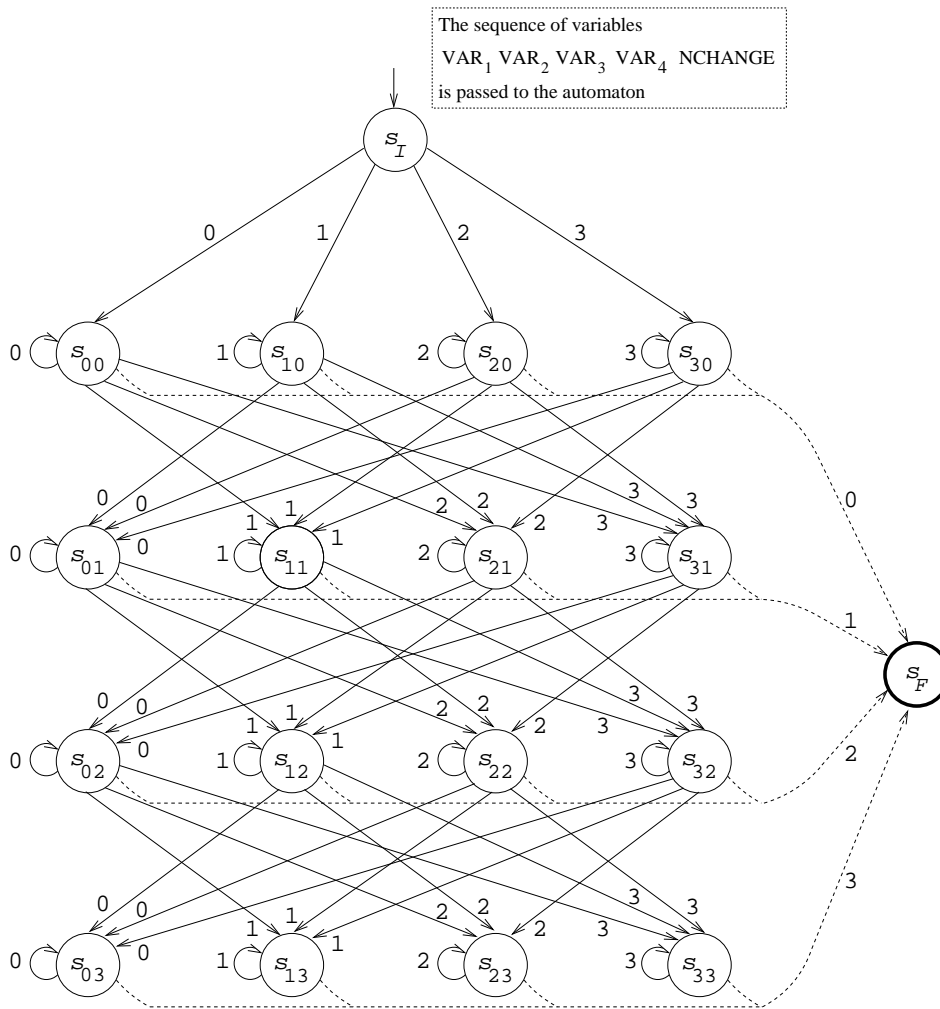 The sequence of variables
VAR1 VAR2 VAR3 VAR4 NCHANGE
is passed to the automaton
sI
0 1 2 3
0 s00 1 s10 2 s20 3 s30
0
0 0 1 1 2 2 3 3
0 1 2 3
0 s01 1 s11 2 s21 3 s31
1
sF
0 0 1 1 2 2 3 3
0 1 2 3
0 s02 1 s12 2 s22 3 s32
2
3
0 0 1 1 2 2 3 3
0 1 2 3
0 s03 1 s13 2 s23 3 s33